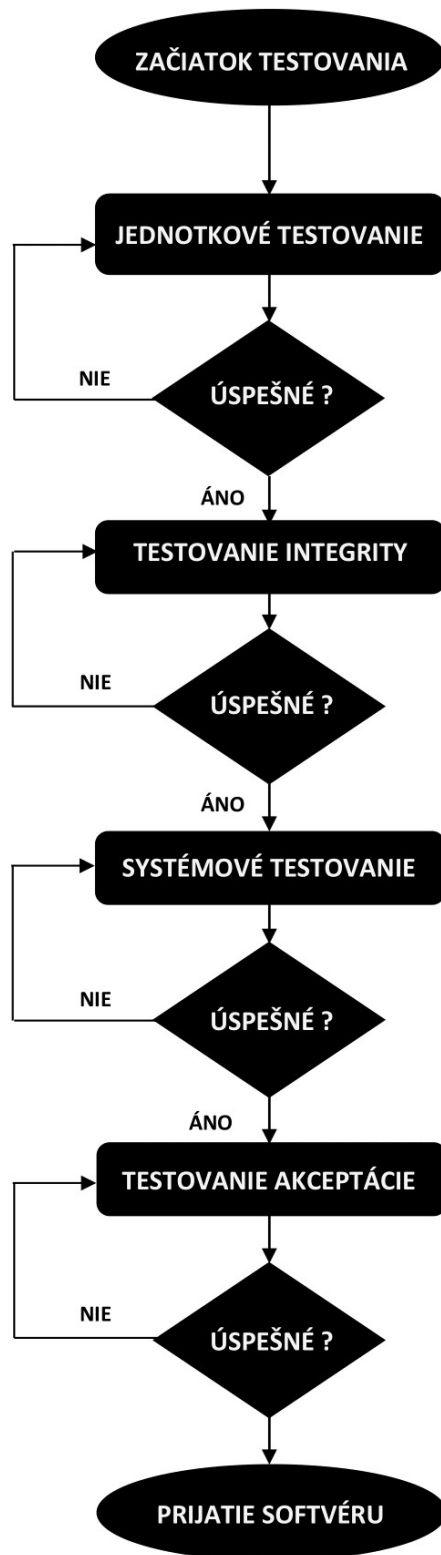 ZAČIATOK TESTOVANIA
JEDNOTKOVÉ TESTOVANIE
NIE
ÚSPEŠNÉ ?
ÁNO
TESTOVANIE INTEGRITY
NIE
ÚSPEŠNÉ ?
ÁNO
SYSTÉMOVÉ TESTOVANIE
NIE
ÚSPEŠNÉ ?
ÁNO
TESTOVANIE AKCEPTÁCIE
NIE
ÚSPEŠNÉ ?
PRIJATIE SOFTVÉRU